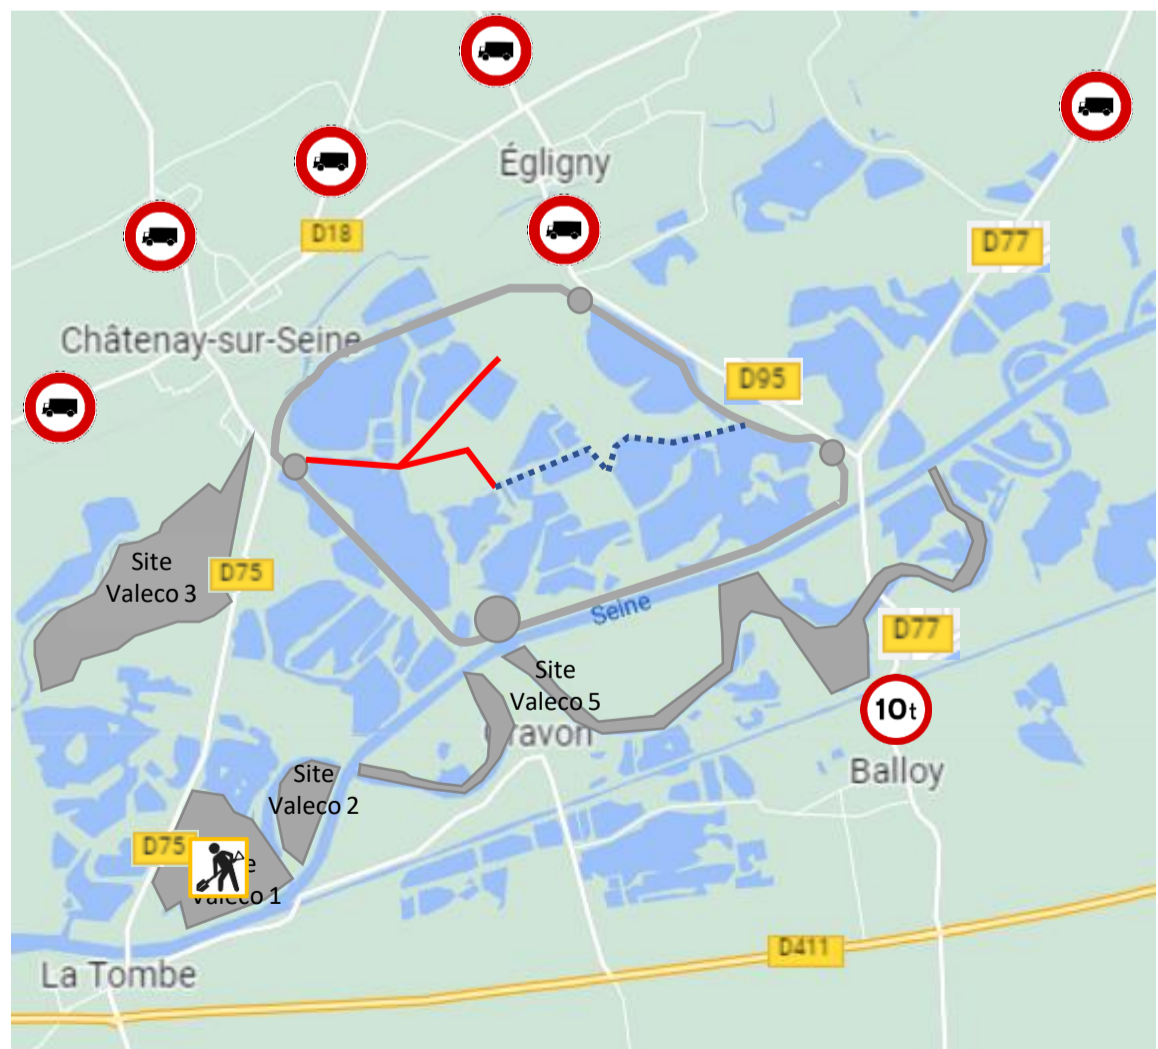 Égligny
D18
D77
Châtenay-sur-Seine
D95
Site
Valeco 3
D75
Seine
D77
Site
Valeco 5
10t
Balloy
Site
Valeco 2
D75
1
D411
La Tombe